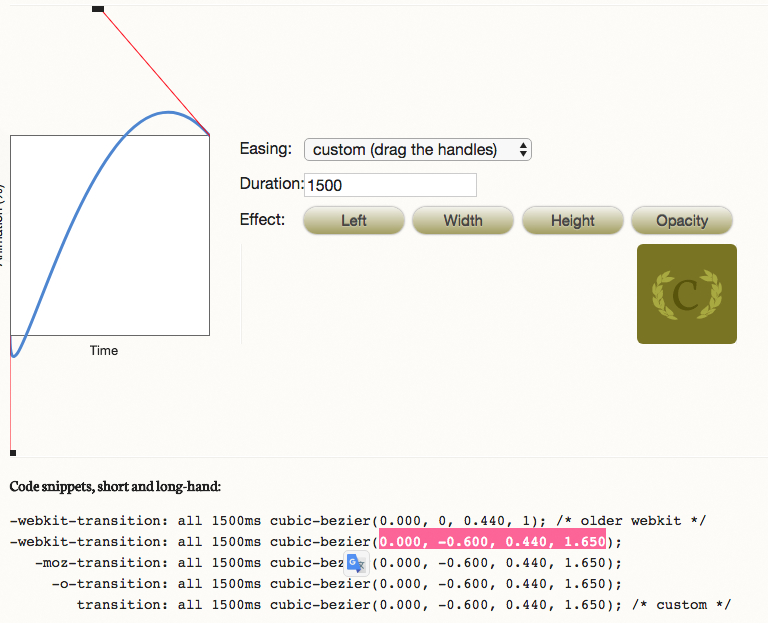 Easing: custom (drag the handles)
Duration: 1500
Effect: Left Width Height Opacity
C
Time
Code snippets, short and long-hand:
-webkit-transition: all 1500ms cubic-bezier(0.000, 0, 0.440, 1); /* older webkit */
-webkit-transition: all 1500ms cubic-bezier(0.000, -0.600, 0.440, 1.650);
-moz-transition: all 1500ms cubic-bez (0.000, -0.600, 0.440, 1.650);
-o-transition: all 1500ms cubic-bezier(0.000, -0.600, 0.440, 1.650);
transition: all 1500ms cubic-bezier(0.000, -0.600, 0.440, 1.650); /* custom */